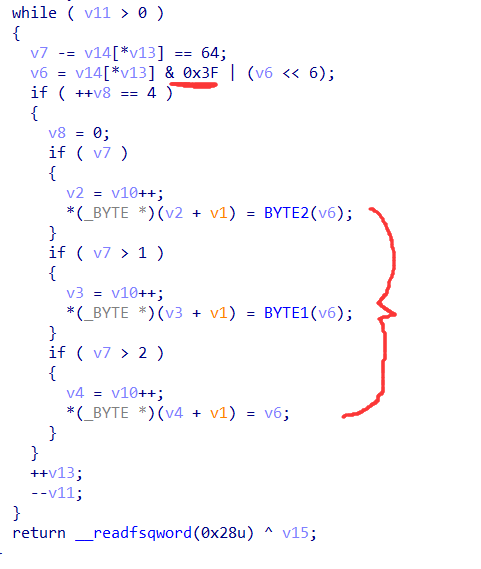 while ( v11 > 0 )
{
v7 -= v14[*v13] == 64;
v6 = v14[*v13] & 0x3F | (v6 << 6);
if ( ++v8 == 4 )
{
v8 = 0;
if ( v7 )
{
v2 = v10++;
*(_BYTE *)(v2 + v1) = BYTE2(v6);
}
if ( v7 > 1 )
{
v3 = v10++;
*(_BYTE *)(v3 + v1) = BYTE1(v6);
}
if ( v7 > 2 )
{
v4 = v10++;
*(_BYTE *)(v4 + v1) = v6;
}
}
++v13;
--v11;
}
return __readfsqword(0x28u) ^ v15;